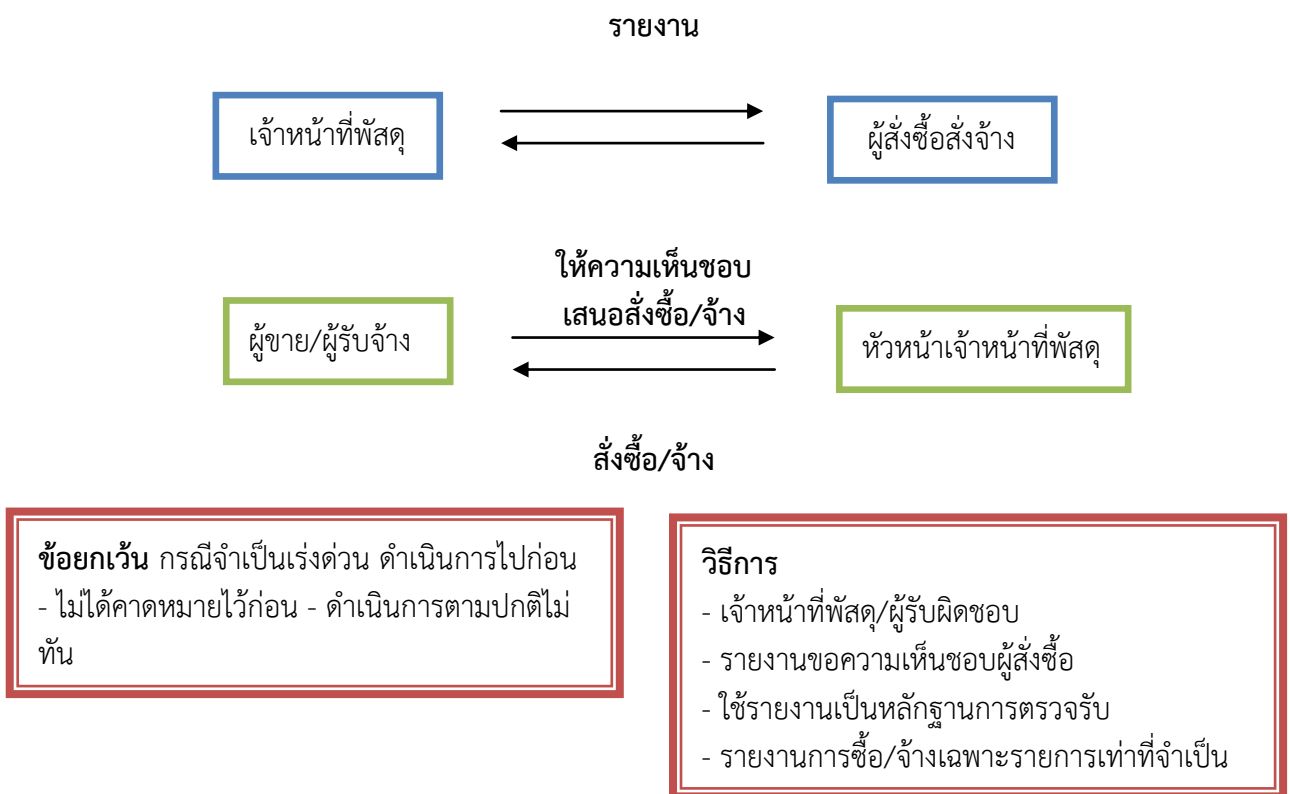 รายงาน
เจ้าหน้าที่พัสดุ
ผู้สั่งซื้อสั่งจ้าง
ให้ความเห็นชอบ
เสนอสั่งซื้อ/จ้าง
ผู้ขาย/ผู้รับจ้าง
หัวหน้าเจ้าหน้าที่พัสดุ
สั่งซื้อ/จ้าง
ข้อยกเว้น กรณีจำเป็นเร่งด่วน ดำเนินการไปก่อน
- ไม่ได้คาดหมายไว้ก่อน - ดำเนินการตามปกติไม่
ทัน
วิธีการ
- เจ้าหน้าที่พัสดุ/ผู้รับผิดชอบ
- รายงานขอความเห็นชอบผู้สั่งซื้อ
- ใช้รายงานเป็นหลักฐานการตรวจรับ
- รายงานการซื้อ/จ้างเฉพาะรายการเท่าที่จำเป็น